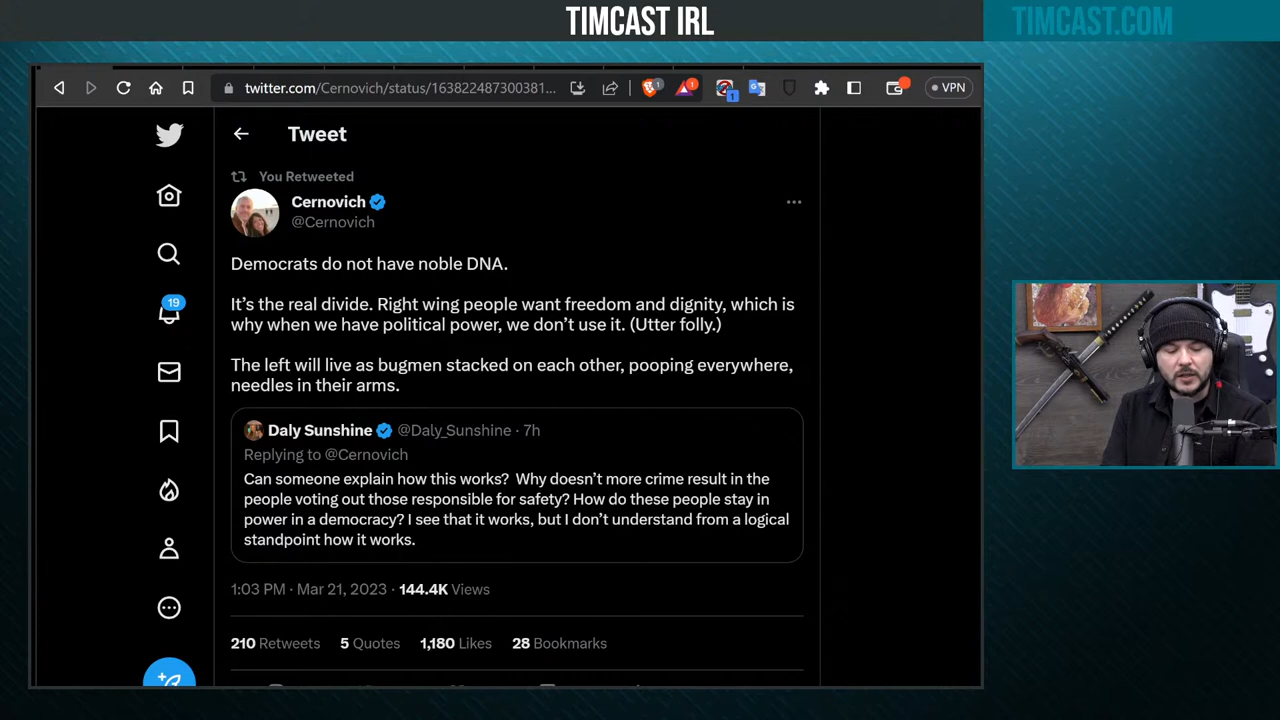 TIMCAST IRL
TIMCAST.COM
twitter.com/Cernovich/status/163822487300381...
1
1
1
VPN
Tweet
You Retweeted
Cernovich
@Cernovich
19
Democrats do not have noble DNA.
It’s the real divide. Right wing people want freedom and dignity, which is
why when we have political power, we don’t use it. (Utter folly.)
The left will live as bugmen stacked on each other, pooping everywhere,
needles in their arms.
Daly Sunshine @Daly_Sunshine · 7h
Replying to @Cernovich
Can someone explain how this works?  Why doesn’t more crime result in the
people voting out those responsible for safety? How do these people stay in
power in a democracy? I see that it works, but I don’t understand from a logical
standpoint how it works.
1:03 PM · Mar 21, 2023 · 144.4K Views
210 Retweets 5 Quotes 1,180 Likes 28 Bookmarks